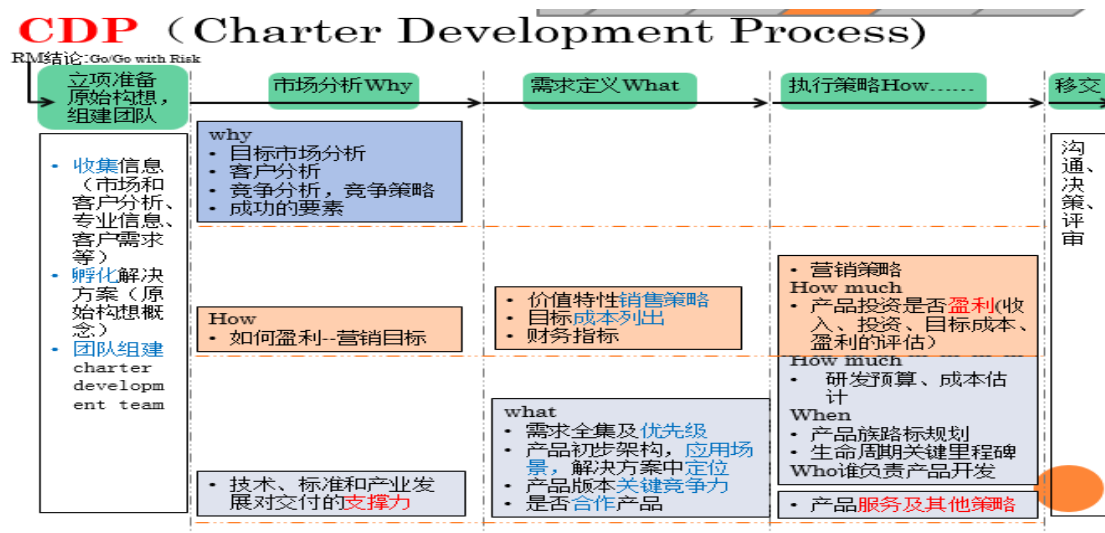 CDP（Charter Development Process）
RM结论:Go/Go with Risk
立项准备
原始构想，
组建团队
市场分析Why
需求定义What
执行策略How……
移交
• 收集信息
（市场和
客户分析、
专业信息、
客户需求
等）
• 孵化解决
方案（原
始构想概
念）
• 团队组建
charter
developm
ent team
why
• 目标市场分析
• 客户分析
• 竞争分析，竞争策略
• 成功的要素
How
• 如何盈利--营销目标
• 技术、标准和产业发
展对交付的支撑力
• 价值特性销售策略
• 目标成本列出
• 财务指标
what
• 需求全集及优先级
• 产品初步架构，应用场
景，解决方案中定位
• 产品版本关键竞争力
• 是否合作产品
• 营销策略
How much
• 产品投资是否盈利(收
入、投资、目标成本、
盈利的评估）
How much
• 研发预算、成本估
计
When
• 产品族路标规划
• 生命周期关键里程碑
Who谁负责产品开发
• 产品服务及其他策略
沟
通、
决
策、
评
审